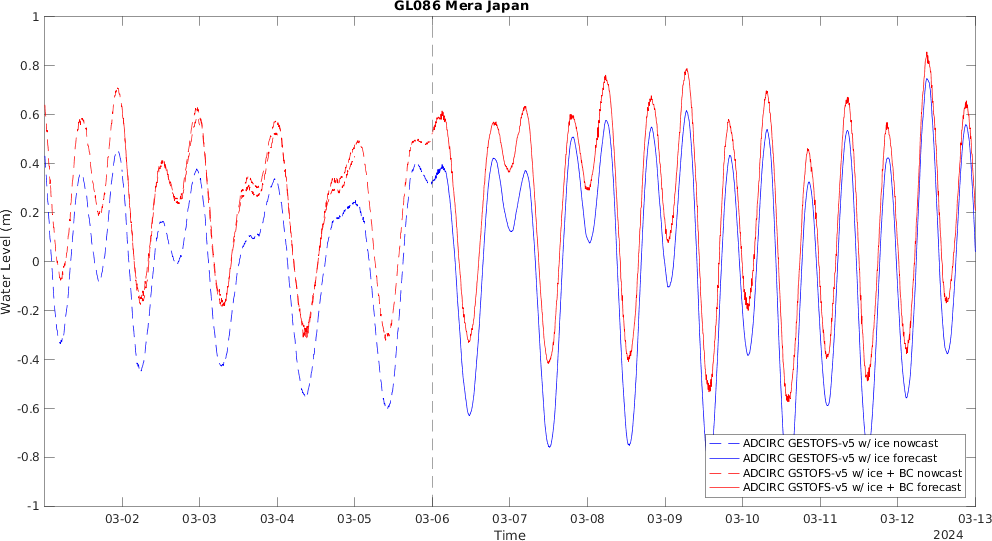 GL086 Mera Japan
Water Level (m)
1
0.8
0.6
0.4
0.2
0
-0.2
-0.4
-0.6
-0.8
-1
ADCIRC GESTOFS-v5 w/ ice nowcast
ADCIRC GESTOFS-v5 w/ ice forecast
ADCIRC GSTOFS-v5 w/ ice + BC nowcast
ADCIRC GSTOFS-v5 w/ ice + BC forecast
03-02 03-03 03-04 03-05 03-06 03-07 03-08 03-09 03-10 03-11 03-12 03-13
Time
2024